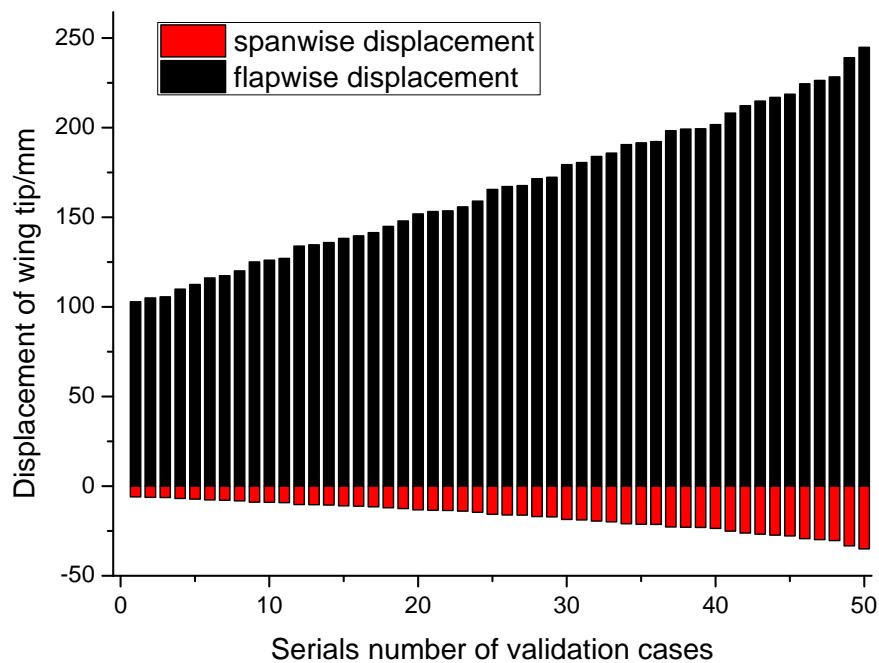 spanwise displacement
flapwise displacement
Displacement of wing tip/mm
250
200
150
100
50
0
-50
0 10 20 30 40 50
Serials number of validation cases